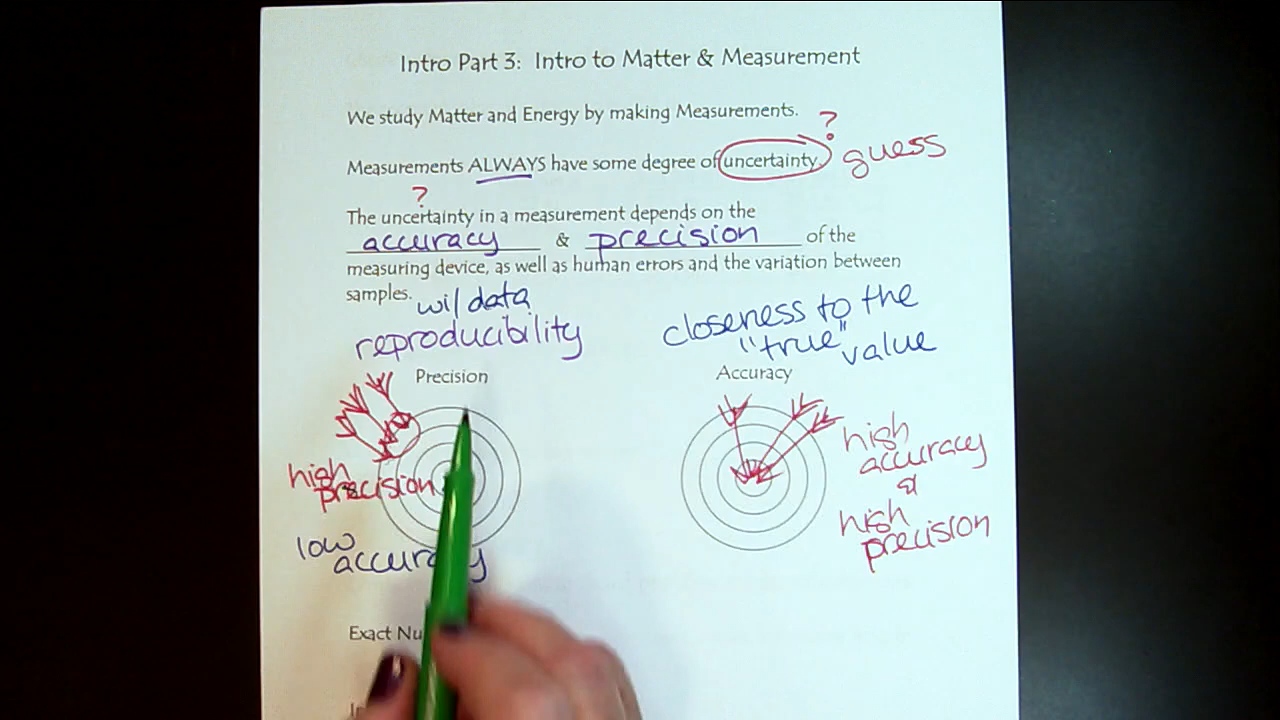 Intro Part 3: Intro to Matter & Measurement
We study Matter and Energy by making Measurements.
?
Measurements ALWAYS have some degree of uncertainty. guess
?
The uncertainty in a measurement depends on the
accuracy & precision of the
measuring device, as well as human errors and the variation between
samples.
wi/ data
reproducibility
closeness to the
"true" value
Precision
Accuracy
high
precision
low
accuracy
high
accuracy
&
high
precision
Exact Nu